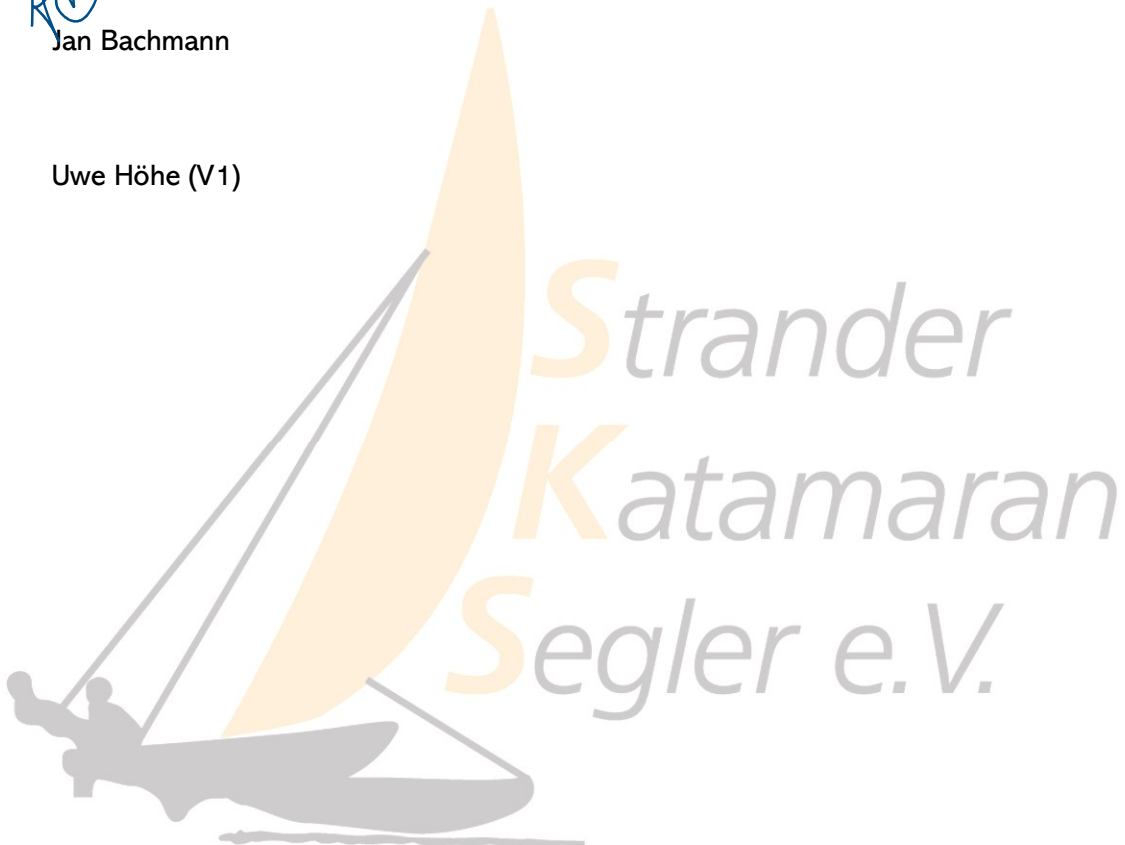 Jan Bachmann
Uwe Höhe (V1)
Strander
Katamaran
Segler e.V.